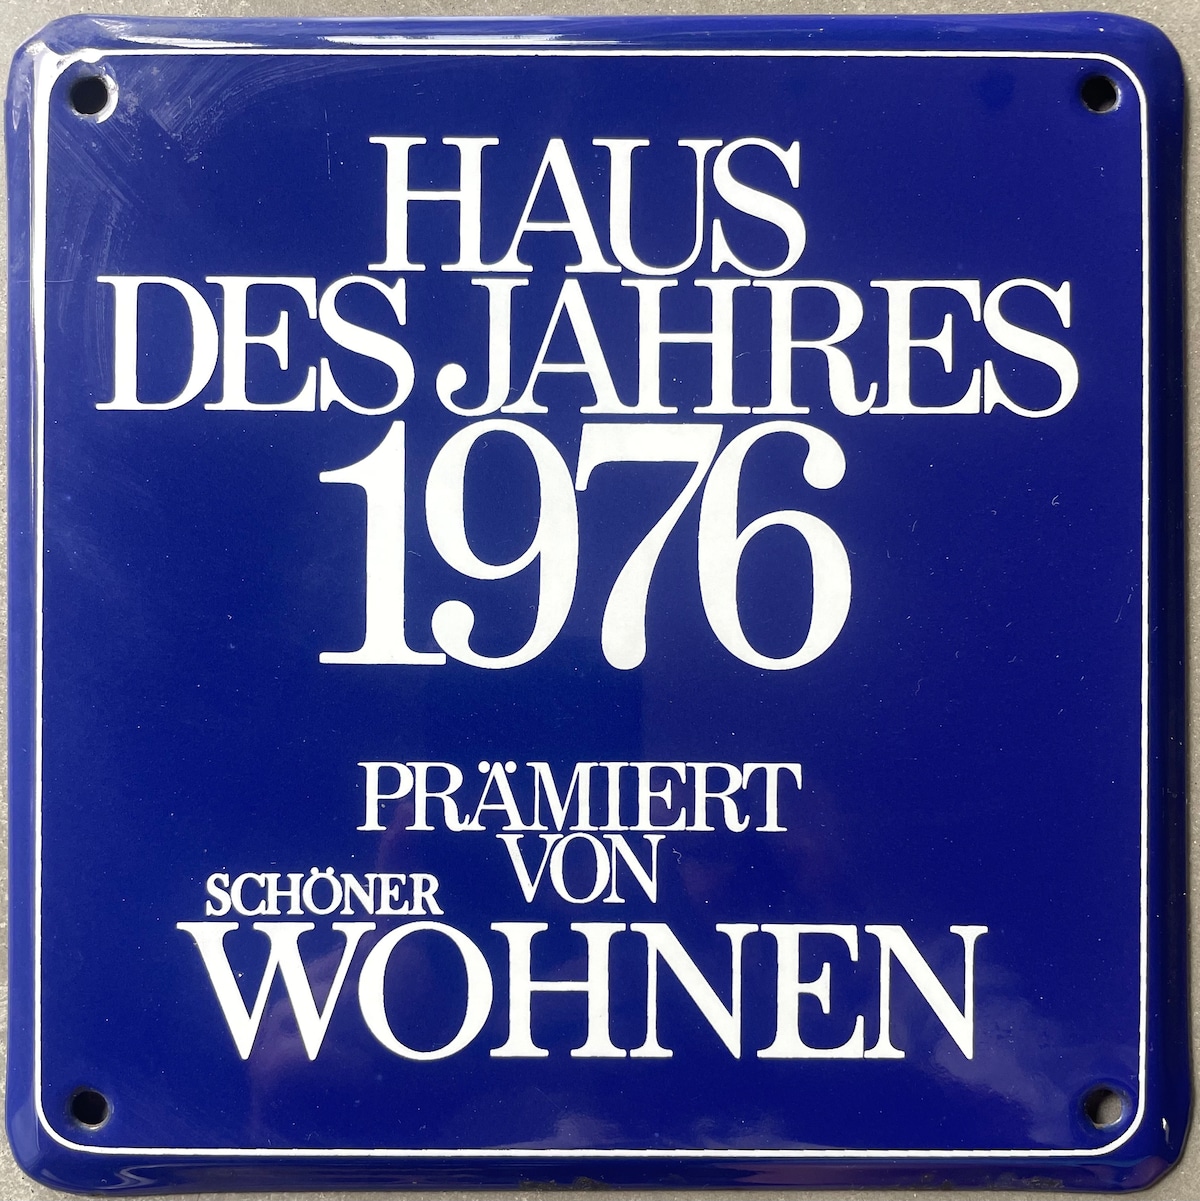 HAUS
DES JAHRES
1976
PRÄMIERT
VON
SCHÖNER
WOHNEN